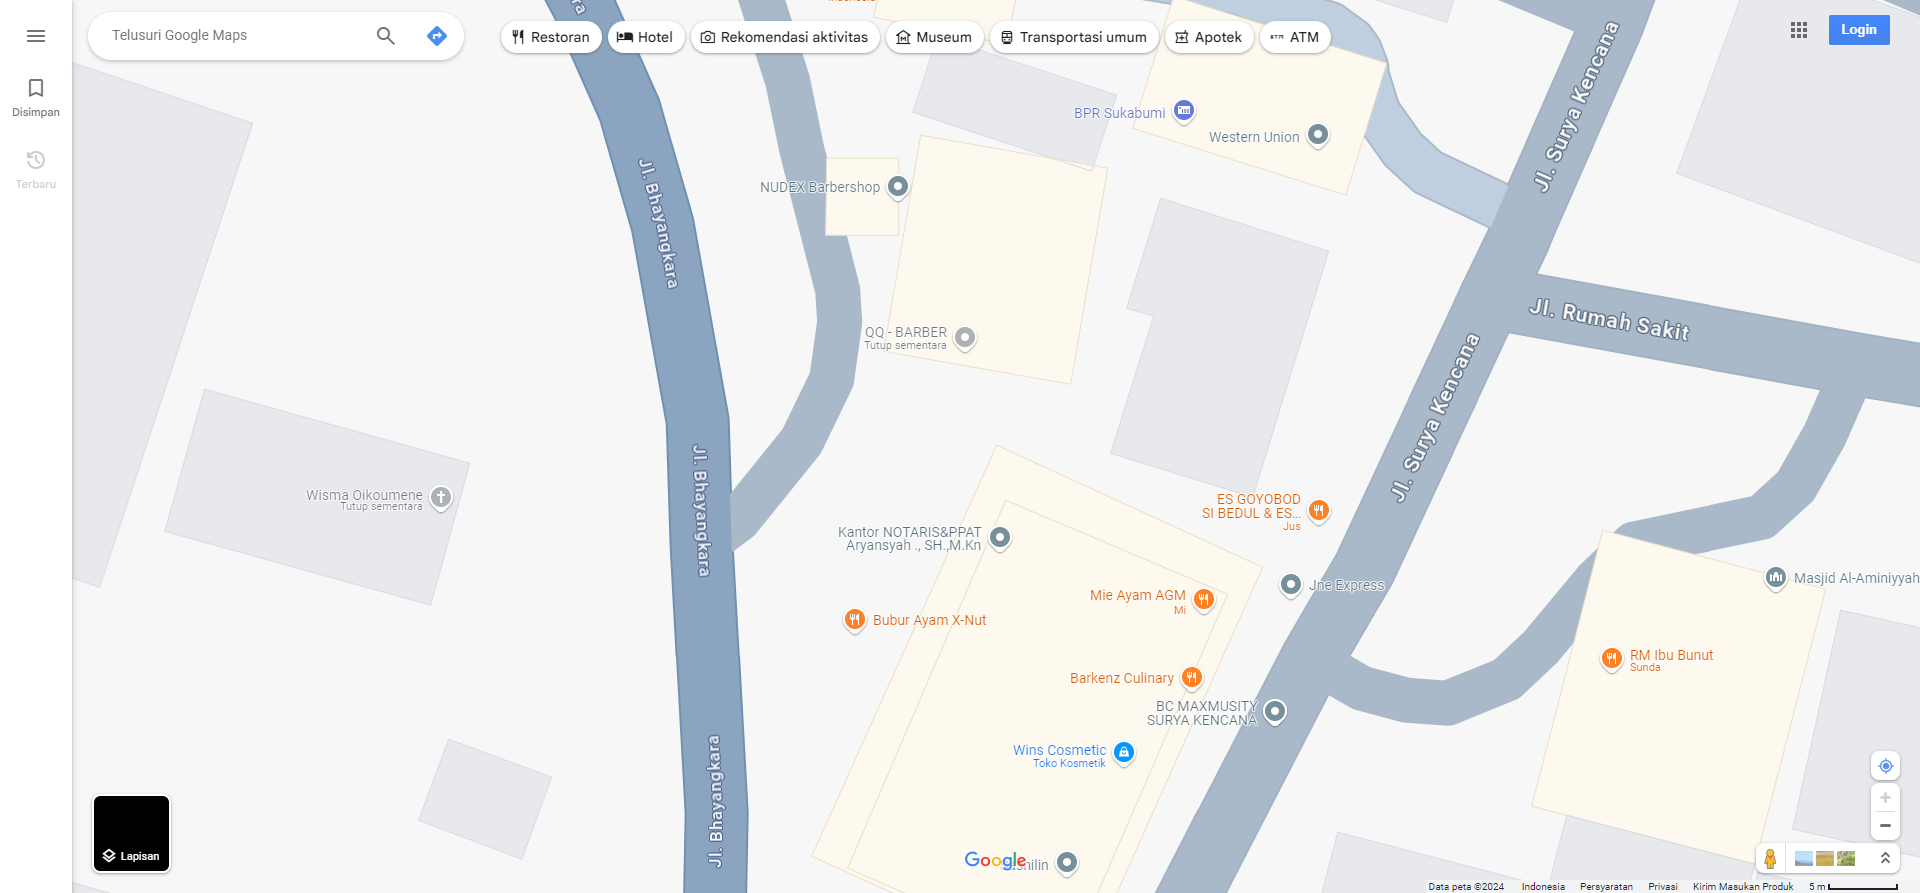 Telusuri Google Maps
Restoran
Hotel
Rekomendasi aktivitas
Museum
Transportasi umum
Apotek
ATM
Login
Disimpan
Terbaru
BPR Sukabumi
Western Union
Jl. Surya Kencana
NUDEX Barbershop
Jl. Bhayangkara
QQ - BARBER
Tutup sementara
Jl. Rumah Sakit
Jl. Surya Kencana
Wisma Oikoumene
Tutup sementara
Jl. Bhayangkara
ES GOYOBOD
SI BEDUL & ES...
Jus
Kantor NOTARIS&PPAT
Aryansyah ., SH.,M.Kn
Jne Express
Masjid Al-Aminiyyah
Mie Ayam AGM
Mi
Bubur Ayam X-Nut
RM Ibu Bunut
Sunda
Barkenz Culinary
BC MAXMUSITY
SURYA KENCANA
Wins Cosmetic
Toko Kosmetik
Jl. Bhayangkara
Lapisan
Google
Data peta ©2024
Indonesia
Persyaratan
Privasi
Kirim Masukan Produk
5 m